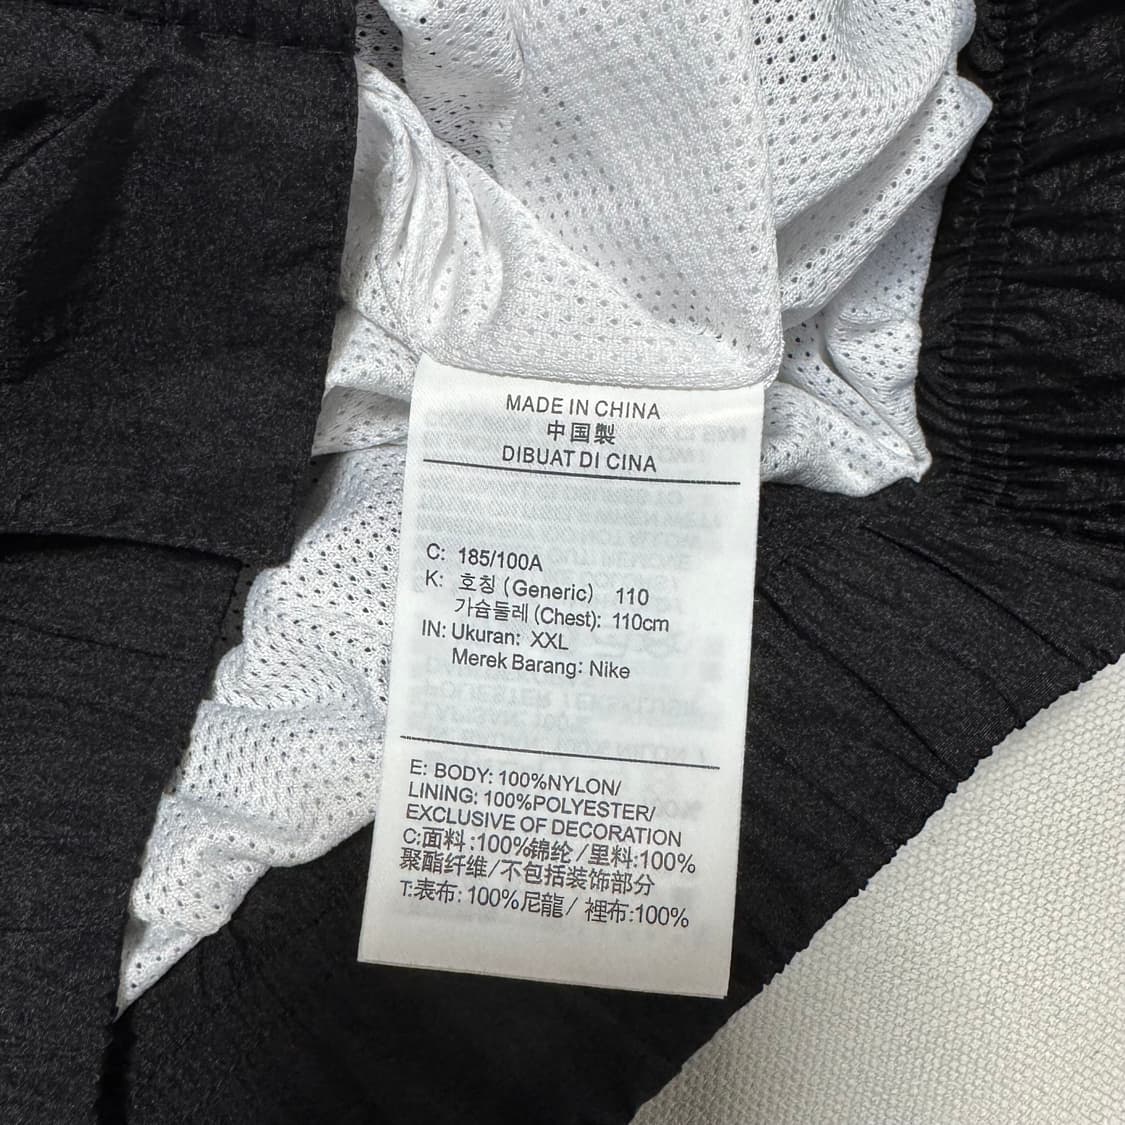 MADE IN CHINA
中国製
DIBUAT DI CINA
C: 185/100A
K: 호칭 (Generic) 110
가슴둘레 (Chest): 110cm
IN: Ukuran: XXL
Merek Barang: Nike
E: BODY: 100%NYLON/
LINING: 100%POLYESTER/
EXCLUSIVE OF DECORATION
C:面料:100%锦纶/里料:100%
聚酯纤维/不包括装饰部分
T:表布: 100%尼龍/ 裡布:100%